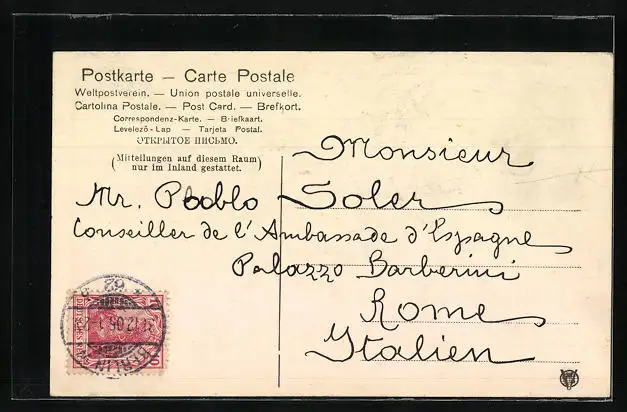 Postkarte — Carte Postale
Weltpostverein. — Union postale universelle.
Cartolina Postale. — Post Card. — Brefkort.
Correspondenz-Karte. — Briefkaart.
Levelező-Lap — Tarjeta Postal.
ОТКРЫТОЕ ПИСЬМО.
(Mitteilungen auf diesem Raum
nur im Inland gestattet.)
Monsieur
Mr. Pablo Soler
Conseiller de l'Ambassade d'Espagne
Palazzo Barberini
Rome
Italien
BERLIN